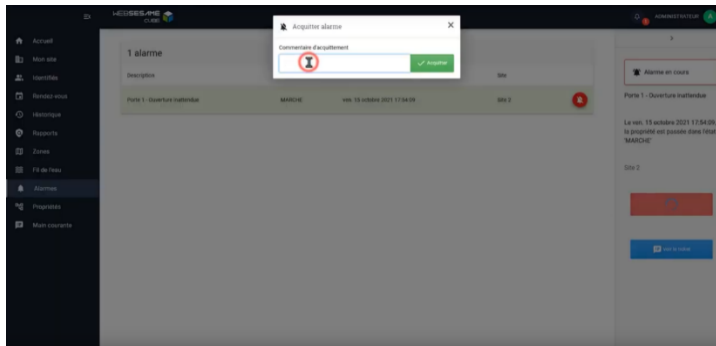 WEBSESAME
CUBE
ADMINISTRATEUR
A
Accueil
Mon site
Identifiés
Rendez-vous
Historique
Rapports
Zones
Fil de l'eau
Alarmes
Propriétés
Main courante
1 alarme
Description
Site
Porte 1 - Ouverture inattendue
MARCHE
ven. 15 octobre 2021 17:54:09
Site 2
Acquitter alarme
Commentaire d'acquittement
Acquitter
Alarme en cours
Porte 1 - Ouverture inattendue
Le ven. 15 octobre 2021 17:54:09,
la propriété est passée dans l'état
"MARCHE"
Site 2